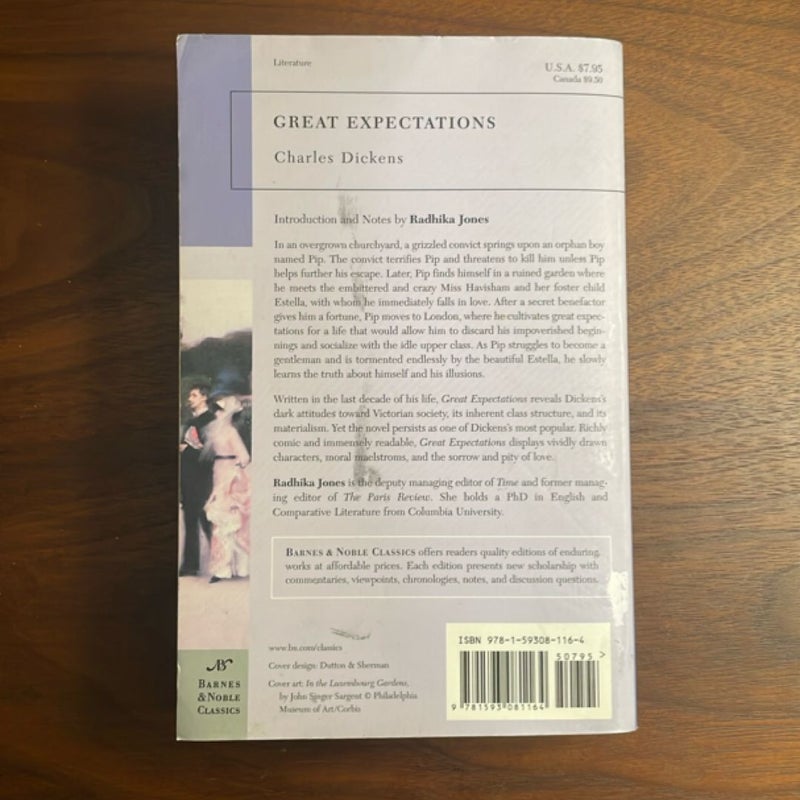 Literature
U.S.A. $7.95
Canada $9.50
GREAT EXPECTATIONS
Charles Dickens
Introduction and Notes by Radhika Jones
In an overgrown churchyard, a grizzled convict springs upon an orphan boy
named Pip. The convict terrifies Pip and threatens to kill him unless Pip
helps further his escape. Later, Pip finds himself in a ruined garden where
he meets the embittered and crazy Miss Havisham and her foster child
Estella, with whom he immediately falls in love. After a secret benefactor
gives him a fortune, Pip moves to London, where he cultivates great expec-
tations for a life that would allow him to discard his impoverished begin-
nings and socialize with the idle upper class. As Pip struggles to become a
gentleman and is tormented endlessly by the beautiful Estella, he slowly
learns the truth about himself and his illusions.
Written in the last decade of his life, Great Expectations reveals Dickens's
dark attitudes toward Victorian society, its inherent class structure, and its
materialism. Yet the novel persists as one of Dickens's most popular. Richly
comic and immensely readable, Great Expectations displays vividly drawn
characters, moral maelstroms, and the sorrow and pity of love.
Radhika Jones is the deputy managing editor of Time and former manag-
ing editor of The Paris Review. She holds a PhD in English and
Comparative Literature from Columbia University.
BARNES & NOBLE CLASSICS offers readers quality editions of enduring
works at affordable prices. Each edition presents new scholarship with
commentaries, viewpoints, chronologies, notes, and discussion questions.
www.bn.com/classics
Cover design: Dutton & Sherman
Cover art: In the Luxembourg Gardens,
by John Singer Sargent © Philadelphia
Museum of Art/Corbis
BN
BARNES
& NOBLE
CLASSICS
ISBN 978-1-59308-116-4
50795 >
9 781593 081164